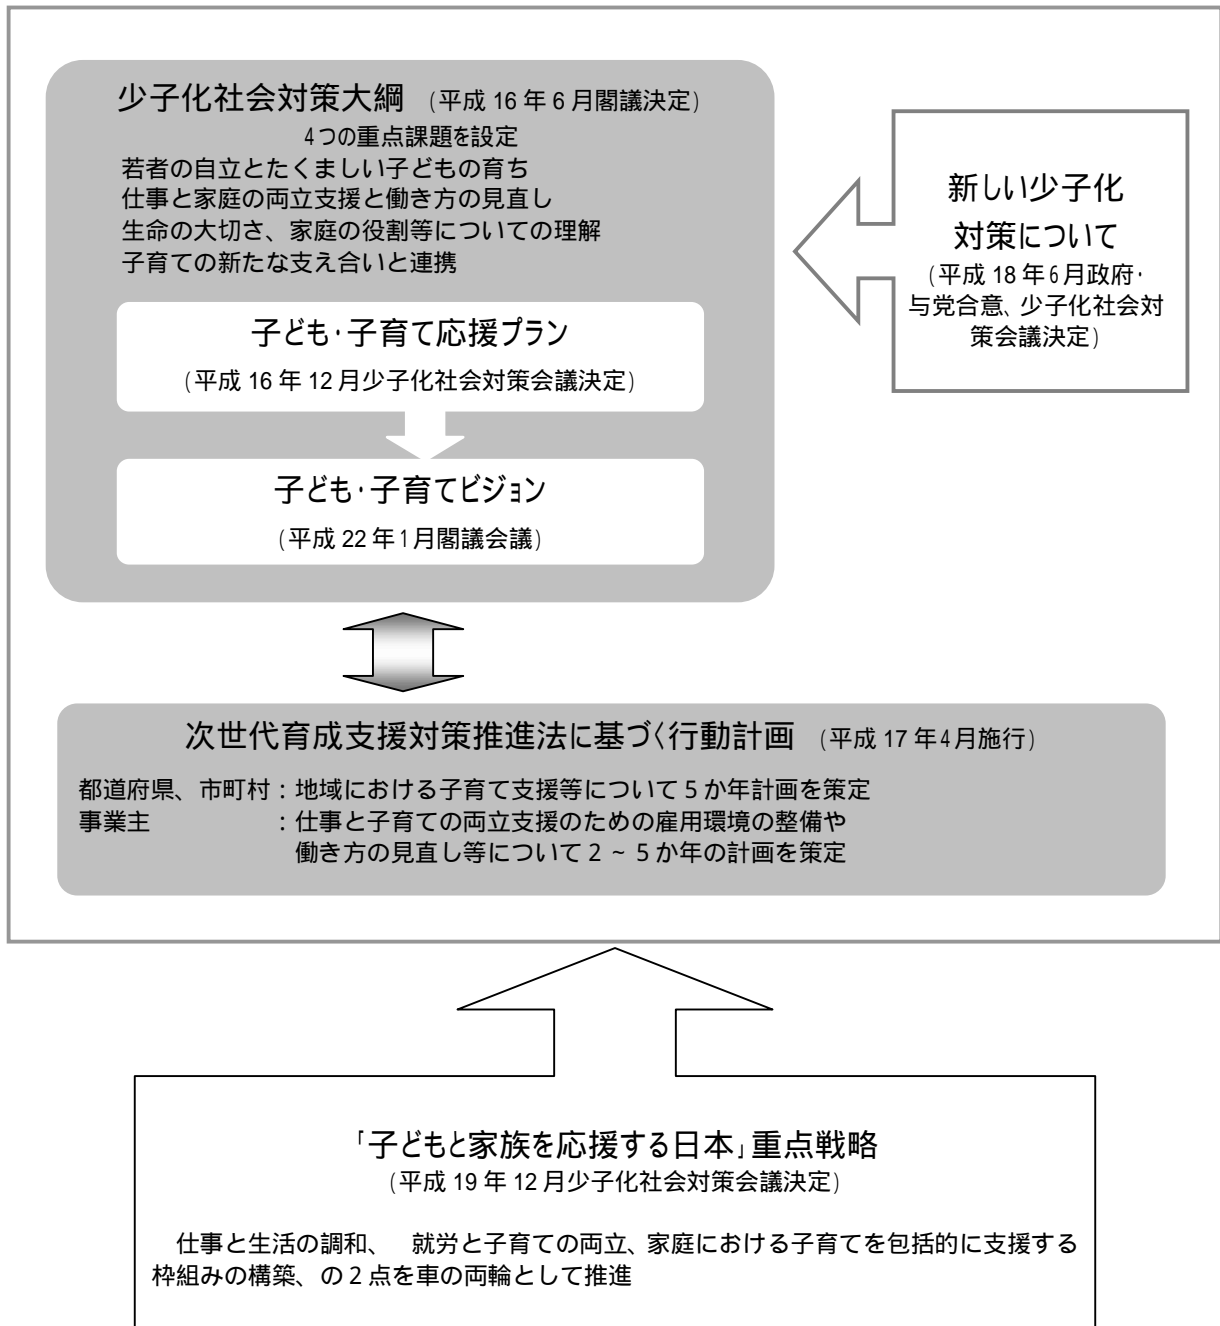 少子化社会対策大綱 (平成 16 年 6 月閣議決定)
4つの重点課題を設定
若者の自立とたくましい子どもの育ち
仕事と家庭の両立支援と働き方の見直し
生命の大切さ、家庭の役割等についての理解
子育ての新たな支え合いと連携
子ども・子育て応援プラン
(平成 16 年 12 月少子化社会対策会議決定)
子ども・子育てビジョン
(平成 22 年1月閣議会議)
新しい少子化
対策について
(平成 18 年6月政府・
与党合意、少子化社会対
策会議決定)
次世代育成支援対策推進法に基づく行動計画 (平成 17 年4月施行)
都道府県、市町村：地域における子育て支援等について5か年計画を策定
事業主 ：仕事と子育ての両立支援のための雇用環境の整備や
働き方の見直し等について2～5か年の計画を策定
「子どもと家族を応援する日本」重点戦略
(平成 19 年 12 月少子化社会対策会議決定)
仕事と生活の調和、 就労と子育ての両立、家庭における子育てを包括的に支援する
枠組みの構築、の2点を車の両輪として推進